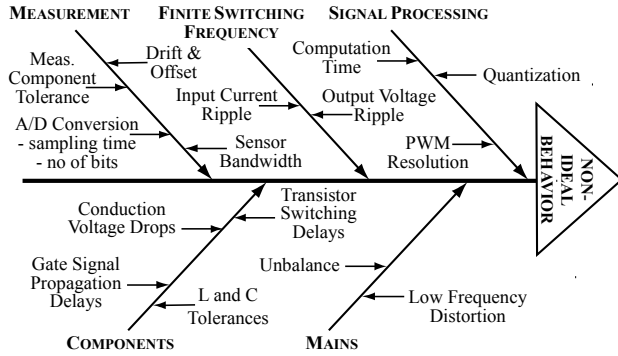 MEASUREMENT
FINITE SWITCHING
FREQUENCY
SIGNAL PROCESSING
Drift &
Offset
Meas.
Component
Tolerance
A/D Conversion
- sampling time
- no of bits
Sensor
Bandwidth
Input Current
Ripple
Output Voltage
Ripple
Computation
Time
Quantization
PWM
Resolution
NON-
IDEAL
BEHAVIOR
Conduction
Voltage Drops
Transistor
Switching
Delays
Gate Signal
Propagation
Delays
L and C
Tolerances
Unbalance
Low Frequency
Distortion
COMPONENTS
MAINS